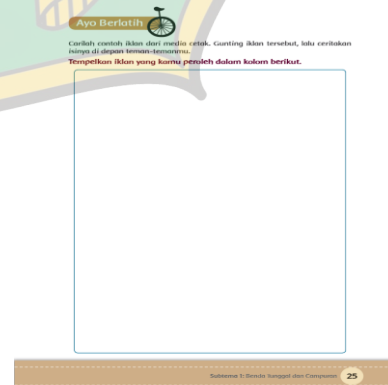 Ayo Berlatih
Carilah contoh iklan dari media cetak. Gunting iklan tersebut, lalu ceritakan
isinya di depan teman-temanmu.
Tempelkan iklan yang kamu peroleh dalam kolom berikut.
Subtema 1: Benda Tunggal dan Campuran 25